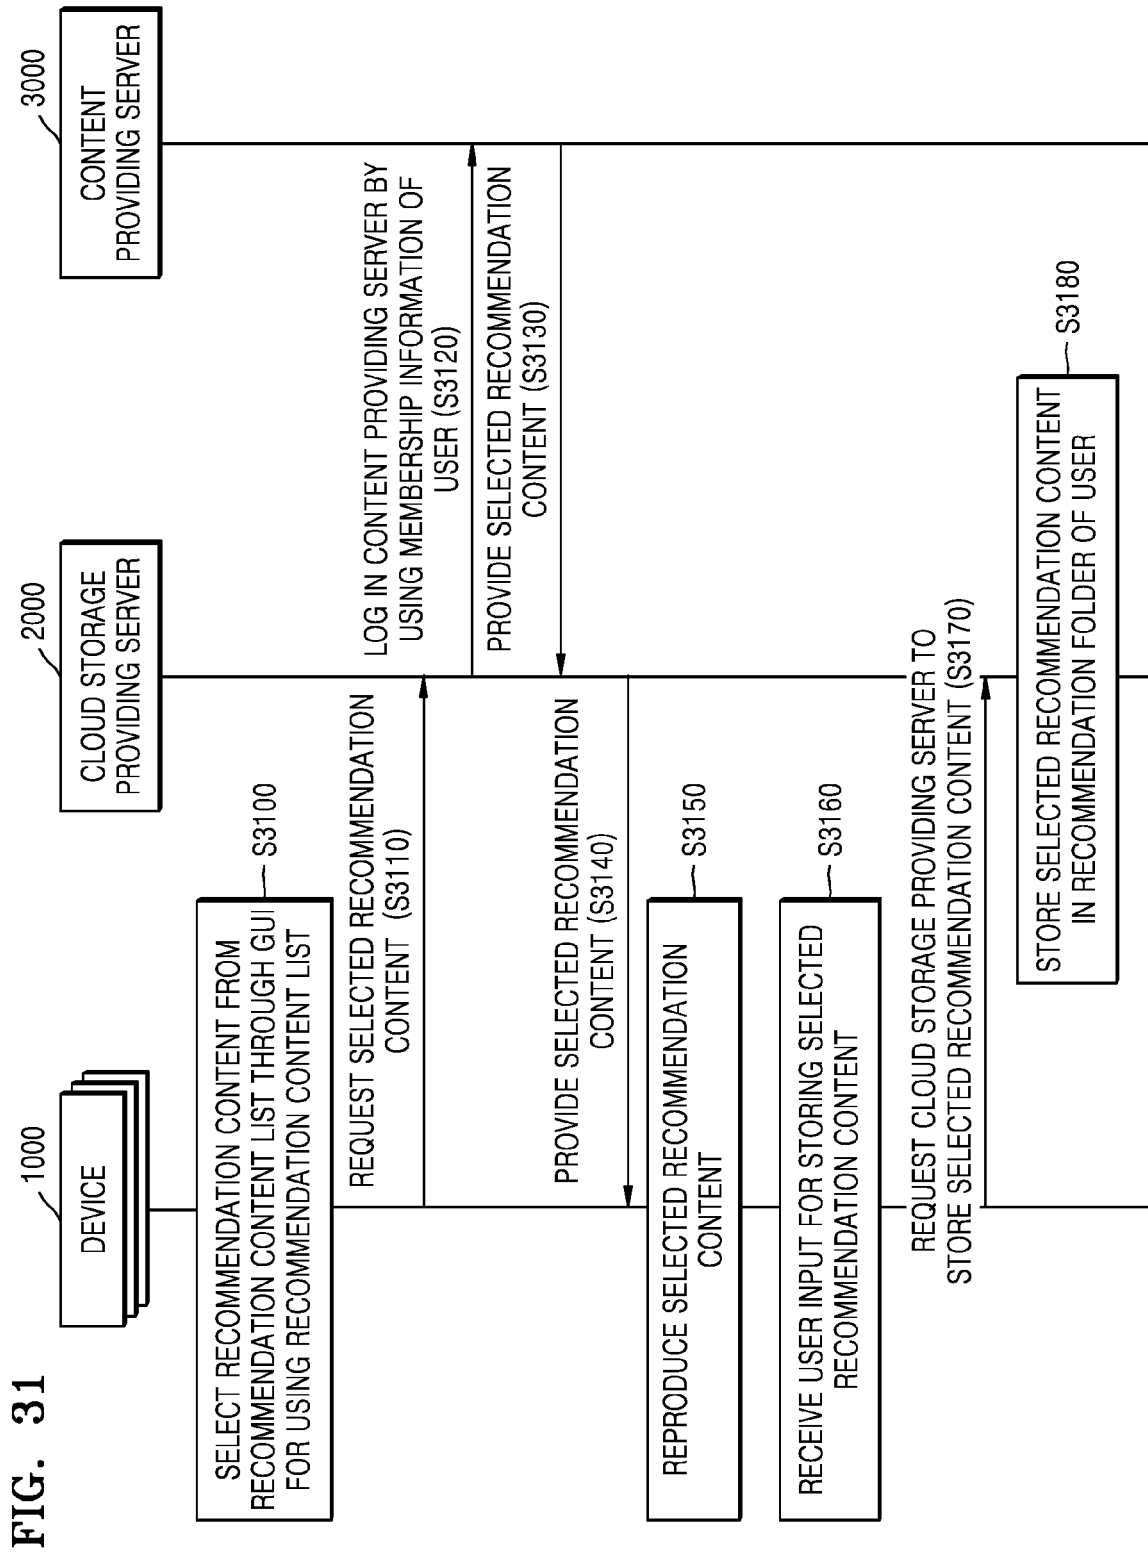 FIG. 31
1000
DEVICE
2000
CLOUD STORAGE
PROVIDING SERVER
3000
CONTENT
PROVIDING SERVER
SELECT RECOMMENDATION CONTENT FROM
RECOMMENDATION CONTENT LIST THROUGH GUI
FOR USING RECOMMENDATION CONTENT LIST
S3100
REQUEST SELECTED RECOMMENDATION
CONTENT (S3110)
LOG IN CONTENT PROVIDING SERVER BY
USING MEMBERSHIP INFORMATION OF
USER (S3120)
PROVIDE SELECTED RECOMMENDATION
CONTENT (S3130)
PROVIDE SELECTED RECOMMENDATION
CONTENT (S3140)
REPRODUCE SELECTED RECOMMENDATION
CONTENT
S3150
RECEIVE USER INPUT FOR STORING SELECTED
RECOMMENDATION CONTENT
S3160
REQUEST CLOUD STORAGE PROVIDING SERVER TO
STORE SELECTED RECOMMENDATION CONTENT (S3170)
STORE SELECTED RECOMMENDATION CONTENT
IN RECOMMENDATION FOLDER OF USER
S3180